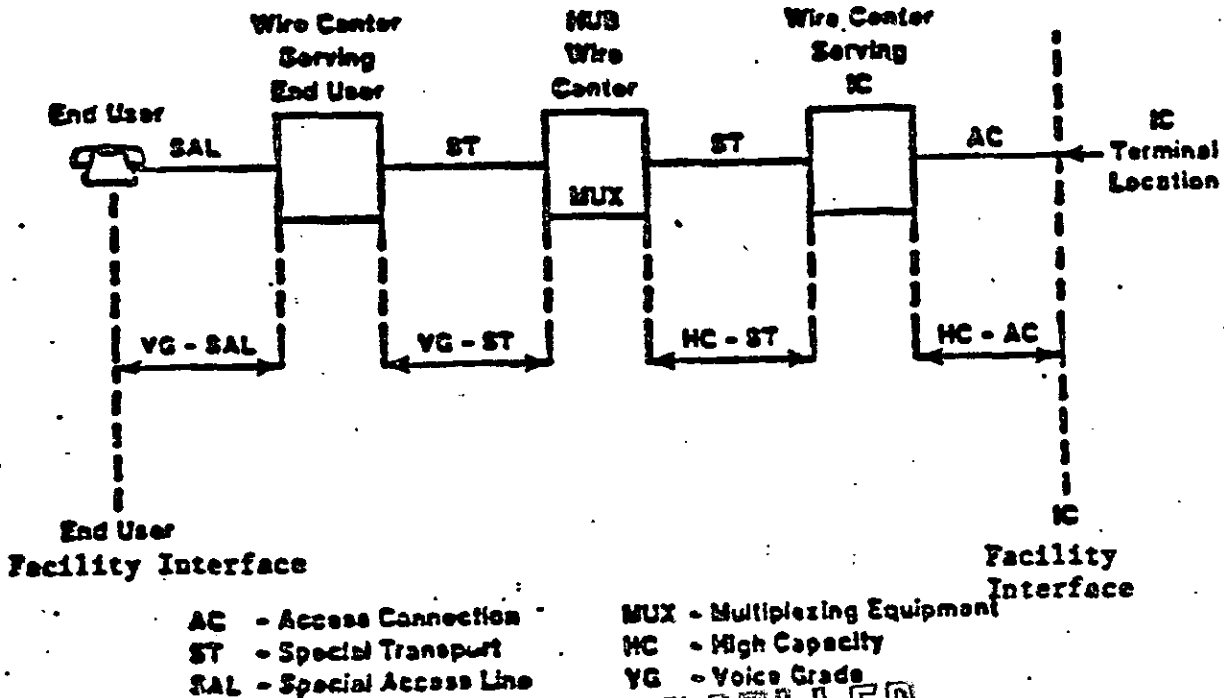 Wire Center
Serving
End User
HUB
Wire
Center
Wire Center
Serving
IC
End User
SAL
ST
ST
AC
IC
Terminal
Location
MUX
VG - SAL
VG - ST
HC - ST
HC - AC
End User
Facility Interface
IC
Facility
Interface
AC - Access Connection
ST - Special Transport
SAL - Special Access Line
MUX - Multiplexing Equipment
HC - High Capacity
VG - Voice Grade